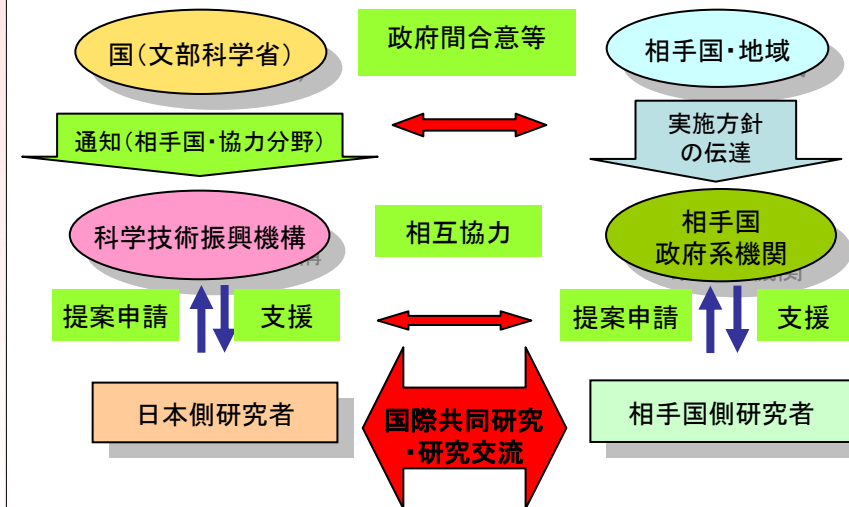 国(文部科学省)
政府間合意等
相手国・地域
通知(相手国・協力分野)
実施方針
の伝達
科学技術振興機構
相互協力
相手国
政府系機関
提案申請
支援
提案申請
支援
日本側研究者
国際共同研究
・研究交流
相手国側研究者